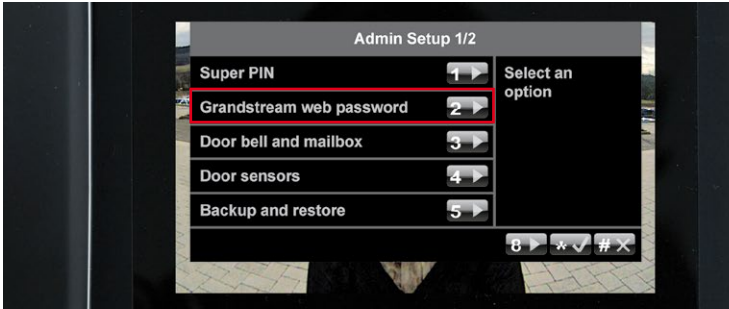 Admin Setup 1/2
Super PIN 1
Grandstream web password 2
Door bell and mailbox 3
Door sensors 4
Backup and restore 5
Select an
option
8 * #